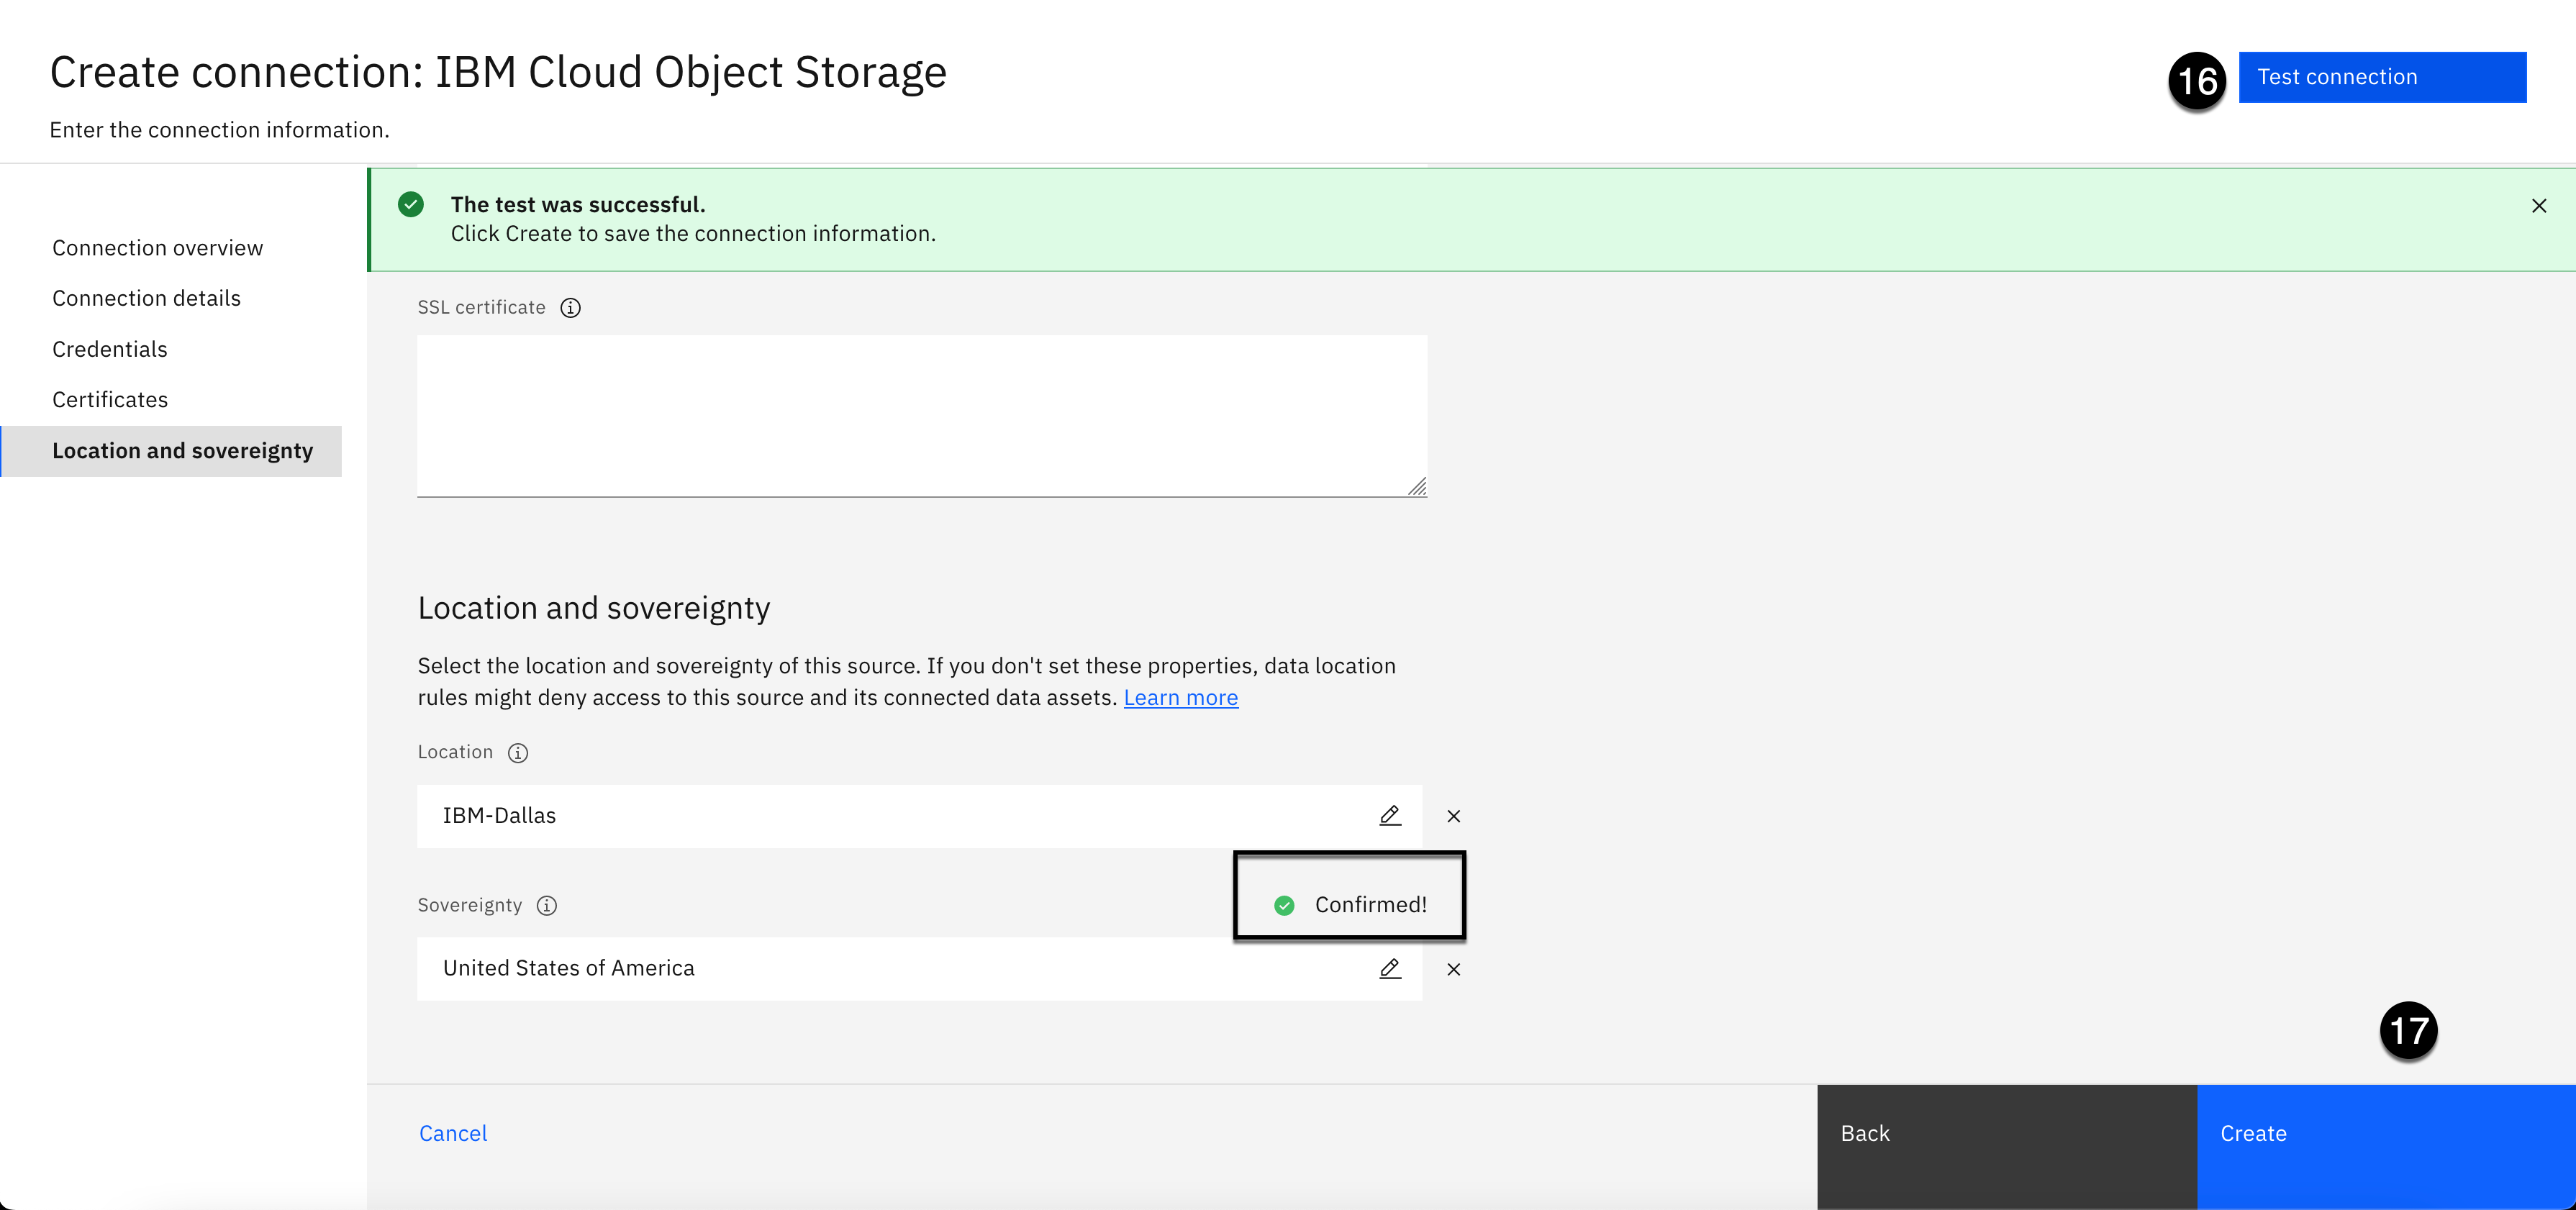 Create connection: IBM Cloud Object Storage
Enter the connection information.
16
Test connection
Connection overview
Connection details
Credentials
Certificates
Location and sovereignty
The test was successful.
Click Create to save the connection information.
SSL certificate
Location and sovereignty
Select the location and sovereignty of this source. If you don't set these properties, data location
rules might deny access to this source and its connected data assets. Learn more
Location
IBM-Dallas
Sovereignty
Confirmed!
United States of America
17
Cancel
Back
Create